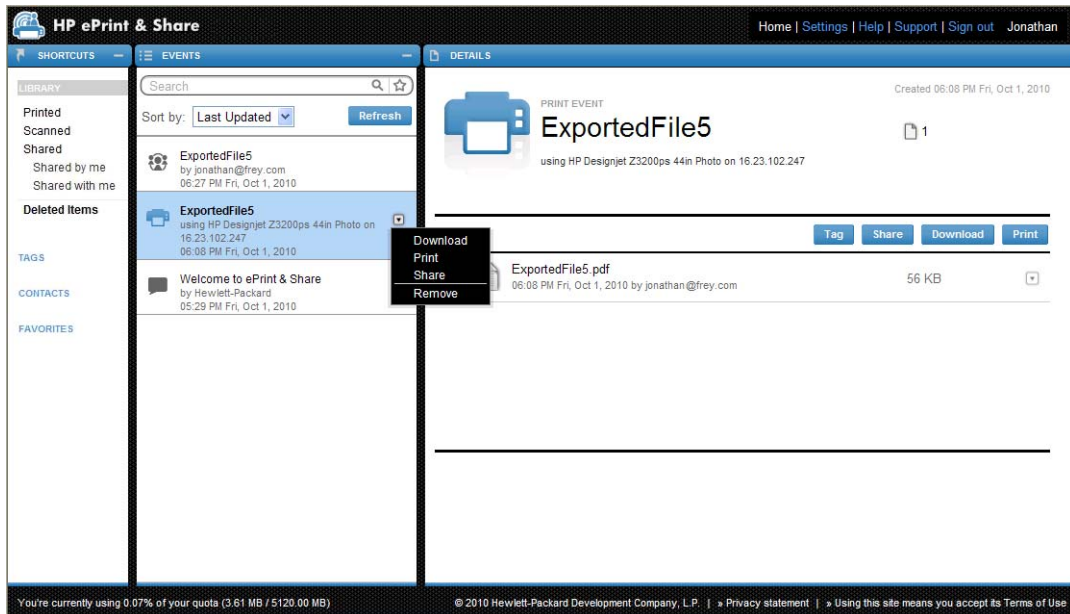 HP ePrint & Share
Home | Settings | Help | Support | Sign out Jonathan
SHORTCUTS
LIBRARY
Printed
Scanned
Shared
Shared by me
Shared with me
Deleted Items
TAGS
CONTACTS
FAVORITES
EVENTS
Search
Sort by: Last Updated Refresh
ExportedFile5
by jonathan@frey.com
06:27 PM Fri, Oct 1, 2010
ExportedFile5
using HP Designjet Z3200ps 44in Photo on
16.23.102.247
06:08 PM Fri, Oct 1, 2010
Welcome to ePrint & Share
by Hewlett-Packard
05:29 PM Fri, Oct 1, 2010
Download
Print
Share
Remove
DETAILS
Created 06:08 PM Fri, Oct 1, 2010
PRINT EVENT
ExportedFile5
1
using HP Designjet Z3200ps 44in Photo on 16.23.102.247
Tag Share Download Print
ExportedFile5.pdf
56 KB
06:08 PM Fri, Oct 1, 2010 by jonathan@frey.com
You're currently using 0.07% of your quota (3.61 MB / 5120.00 MB)
© 2010 Hewlett-Packard Development Company, L.P. | » Privacy statement | » Using this site means you accept its Terms of Use